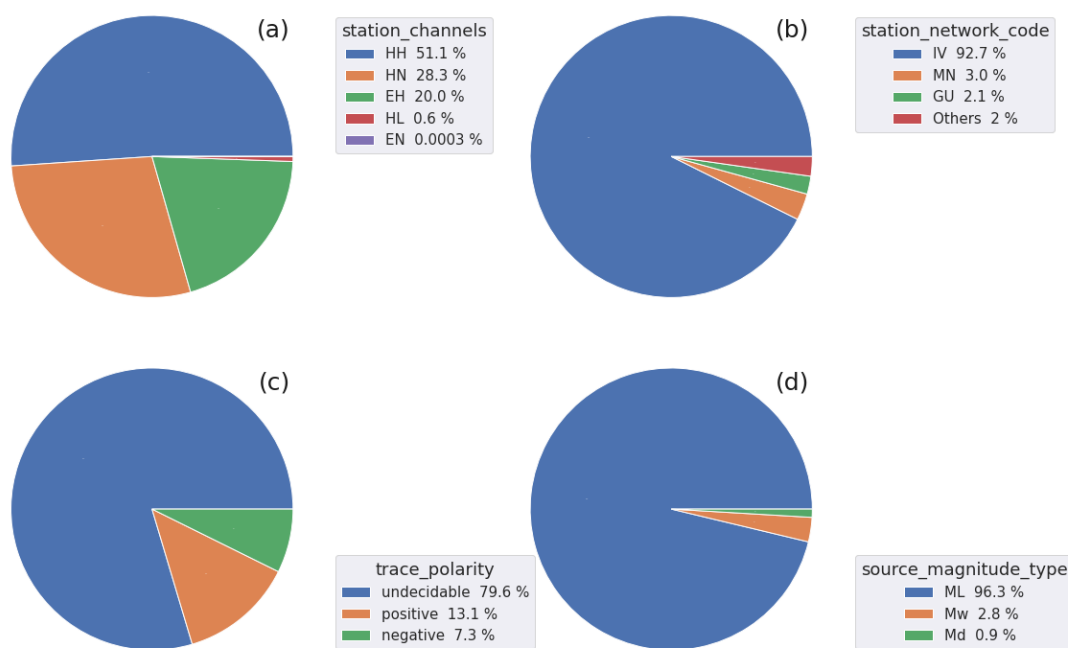 (a)
station_channels
HH 51.1 %
HN 28.3 %
EH 20.0 %
HL 0.6 %
EN 0.0003 %
(b)
station_network_code
IV 92.7 %
MN 3.0 %
GU 2.1 %
Others 2 %
(c)
trace_polarity
undecidable 79.6 %
positive 13.1 %
negative 7.3 %
(d)
source_magnitude_type
ML 96.3 %
Mw 2.8 %
Md 0.9 %